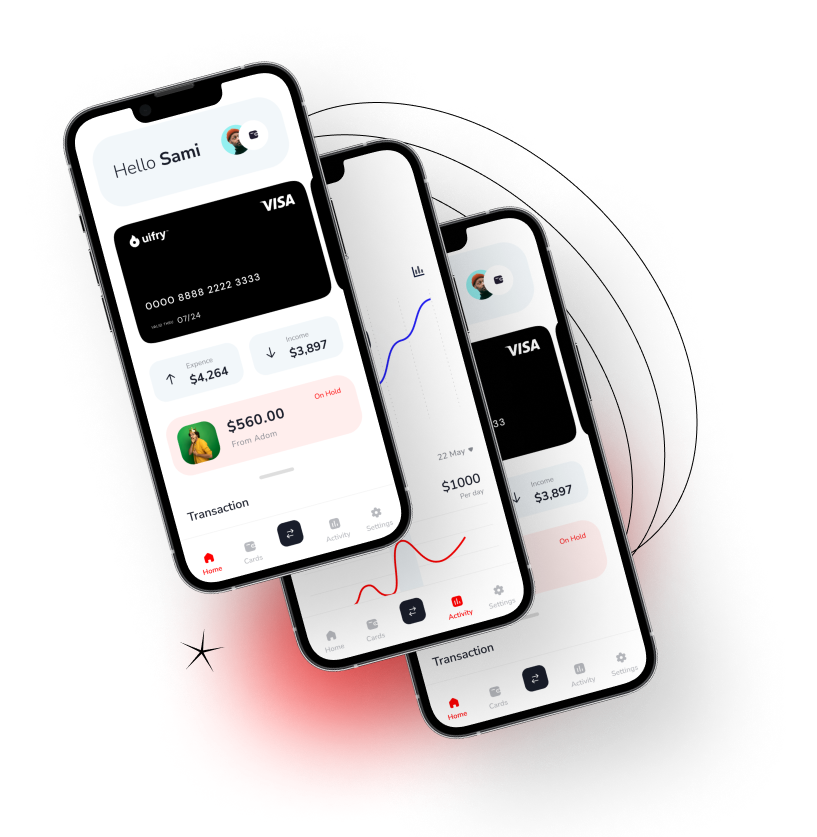 Hello Sami
uifry
VISA
0000 8888 2222 3333
VALID THRU 07/24
Expence
$4,264
Income
$3,897
On Hold
$560.00
From Adom
Transaction
Home
Cards
Activity
Settings
22 May
$1000
Per day
Home
Cards
Activity
Settings
VISA
33
Income
$3,897
On Hold
Transaction
Home
Cards
Activity
Settings